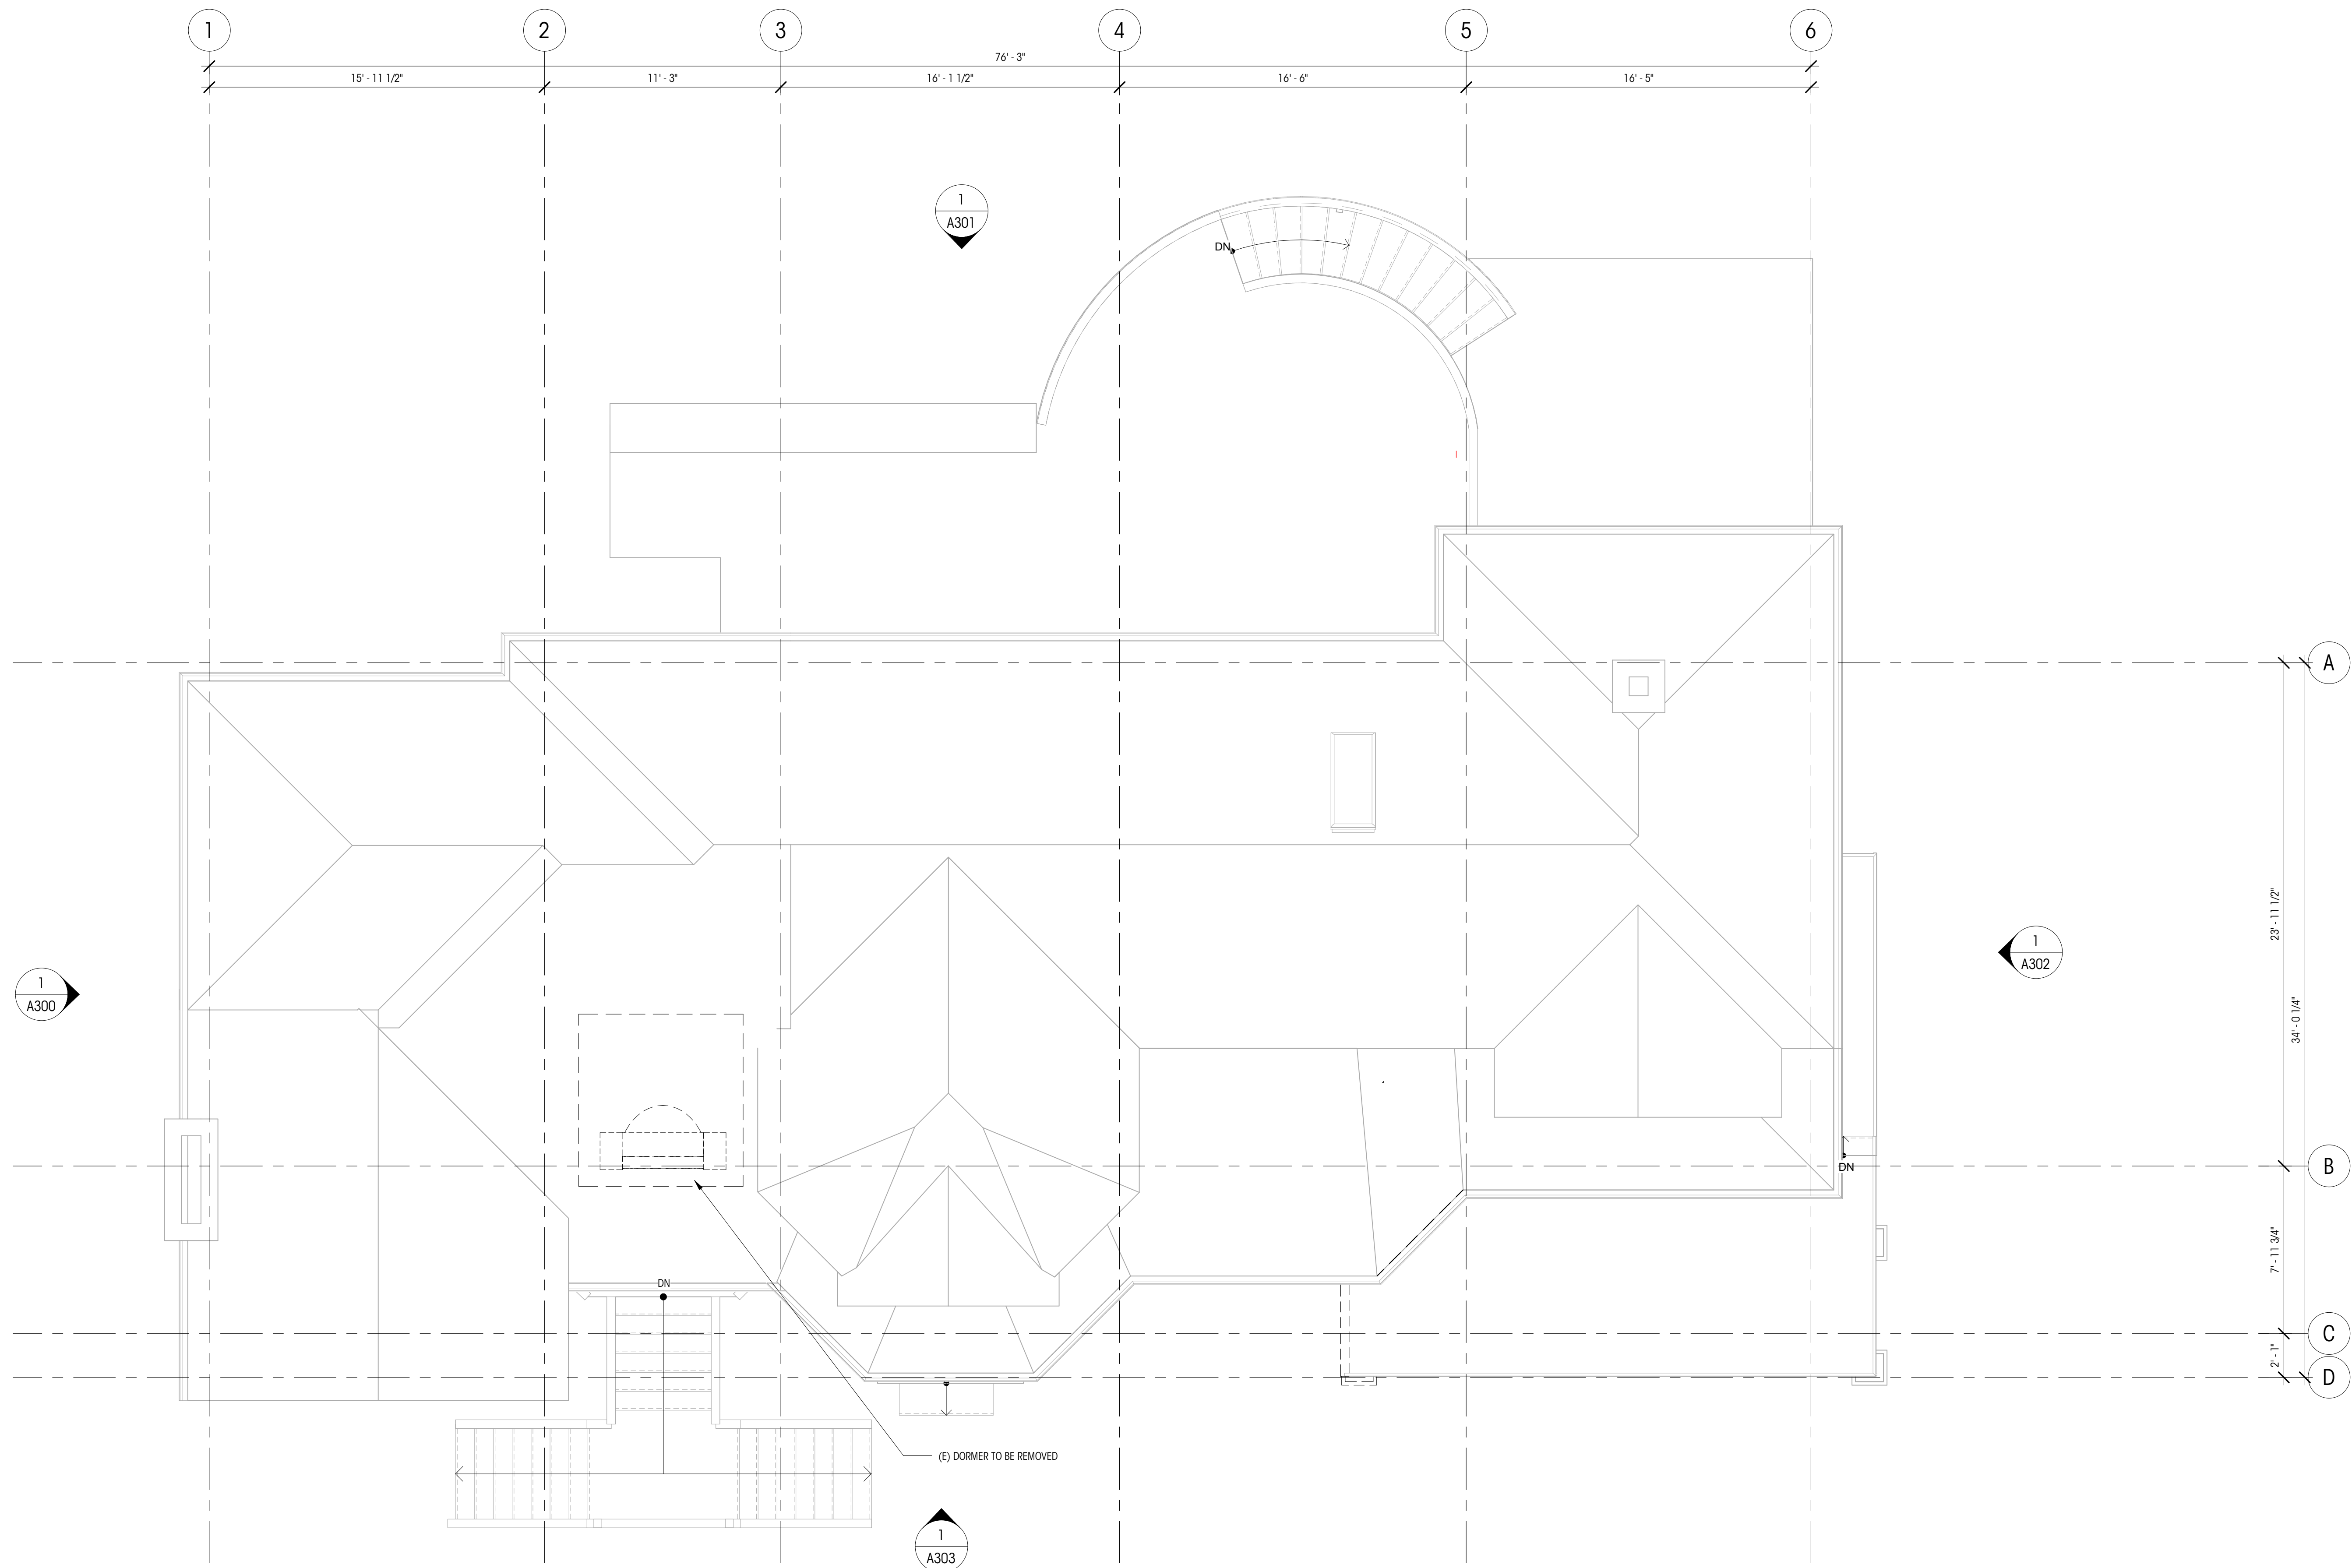 1
2
3
4
5
6
76' - 3"
15' - 11 1/2"
11' - 3"
16' - 1 1/2"
16' - 6"
16' - 5"
1
A301
DN
A
23' - 11 1/2"
34' - 0 1/4"
1
A302
1
A300
DN
B
7' - 11 3/4"
DN
C
2' - 1"
D
(E) DORMER TO BE REMOVED
1
A303